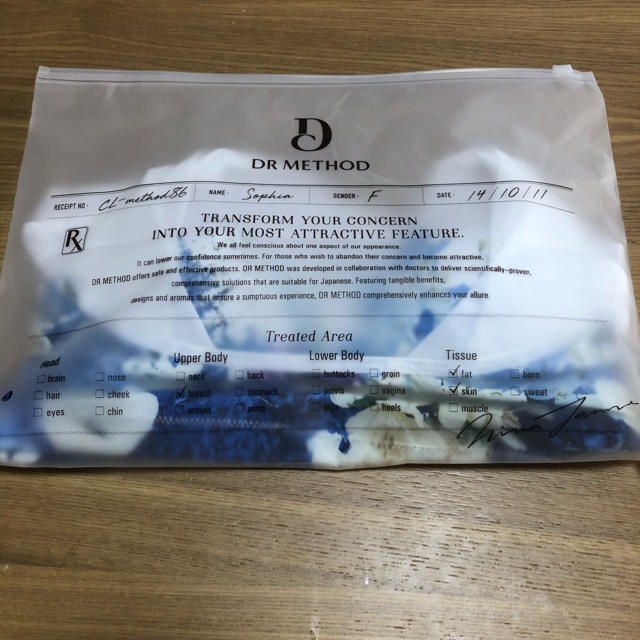 DR METHOD
RECEIPT NO: CL-method86 NAME: Sophia GENDER: F DATE: 14/10/11
Rx
TRANSFORM YOUR CONCERN
INTO YOUR MOST ATTRACTIVE FEATURE.
We all feel conscious about one aspect of our appearance.
It can lower our confidence sometimes. For those who wish to abandon their concern and become attractive.
DR METHOD offers safe and effective products. DR METHOD was developed in collaboration with doctors to deliver scientifically-proven,
comprehensive solutions that are suitable for Japanese. Featuring tangible benefits,
designs and aromas that ensure a sumptuous experience, DR METHOD comprehensively enhances your allure.
Treated Area
Head Upper Body Lower Body Tissue
brain nose neck back buttocks groin fat born
hair cheek breast stomach pelvis vagina skin sweat
eyes chin armpit arms legs heels muscle